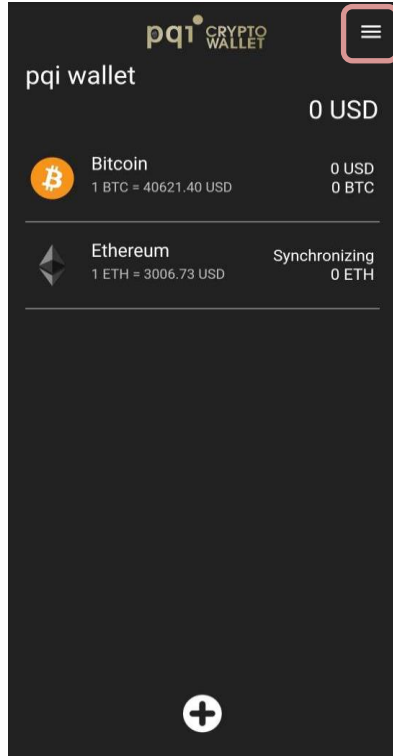 pqi CRYPTO WALLET
pqi wallet
0 USD
Bitcoin
1 BTC = 40621.40 USD
0 USD
0 BTC
Ethereum
1 ETH = 3006.73 USD
Synchronizing
0 ETH